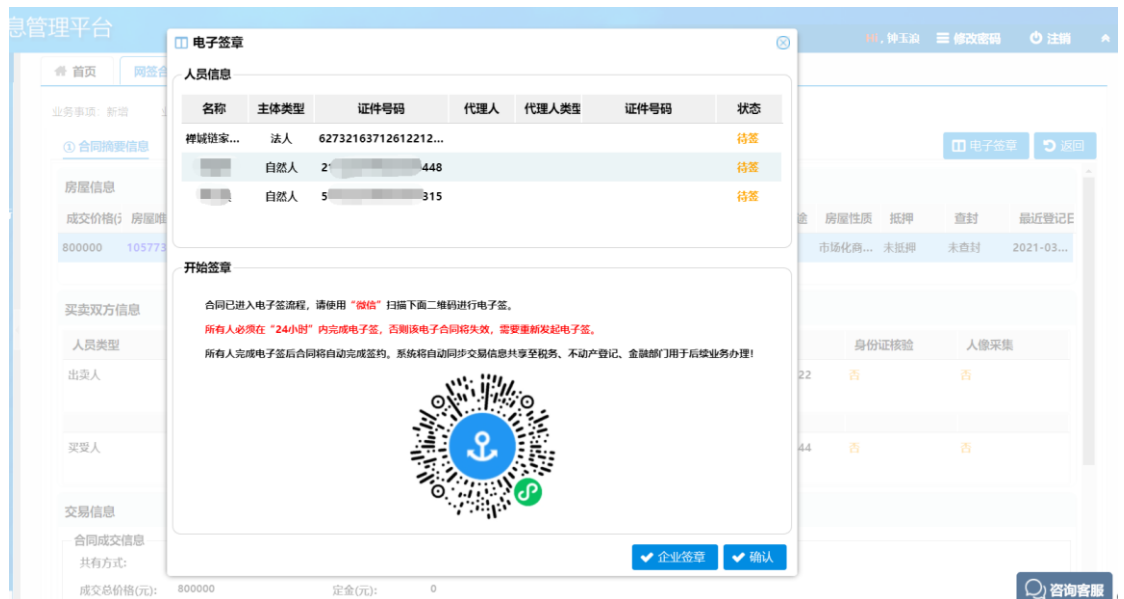 息管理平台
Hi , 钟玉浪 修改密码 注销
首页 网签合
业务事项: 新增
① 合同摘要信息 电子签章 返回
房屋信息
成交价格(元 房屋唯 途 房屋性质 抵押 查封 最近登记日
800000 105773 市场化商... 未抵押 未查封 2021-03...
买卖双方信息
人员类型 身份证核验 人像采集
出卖人 22 否 否
买受人 44 否 否
交易信息
合同成交信息
共有方式:
成交总价格(元): 800000 定金(元): 0
电子签章
人员信息
名称 主体类型 证件号码 代理人 代理人类型 证件号码 状态
禅城链家... 法人 62732163712612212... 待签
自然人 2 448 待签
自然人 5 315 待签
开始签章
合同已进入电子签流程，请使用“微信”扫描下面二维码进行电子签。
所有人必须在“24小时”内完成电子签，否则该电子合同将失效，需要重新发起电子签。
所有人完成电子签后合同将自动完成签约。系统将自动同步交易信息共享至税务、不动产登记、金融部门用于后续业务办理！
企业签章 确认
咨询客服